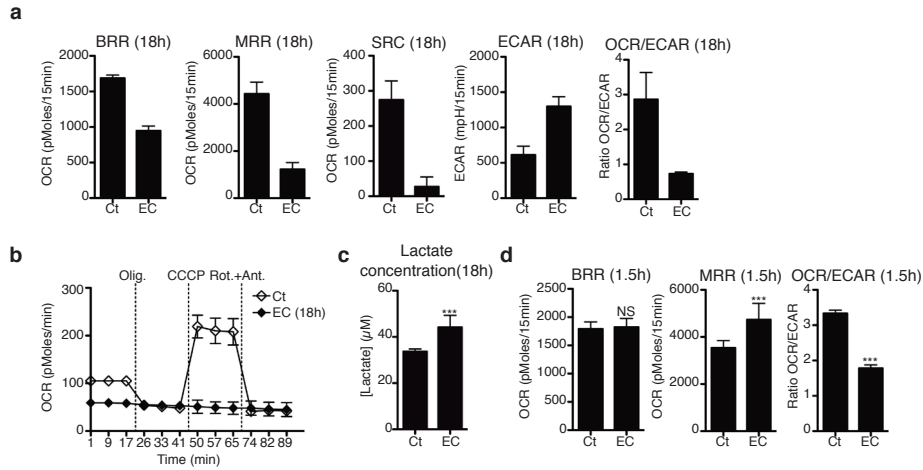 a
BRR (18h)
OCR (pMoles/15min)
2000
1500
1000
500
0
Ct EC
MRR (18h)
OCR (pMoles/15min)
6000
4000
2000
0
Ct EC
SRC (18h)
OCR (pMoles/15min)
400
300
200
100
0
Ct EC
ECAR (18h)
ECAR (mpH/15min)
2000
1500
1000
500
0
Ct EC
OCR/ECAR (18h)
Ratio OCR/ECAR
4
3
2
1
0
Ct EC
b
Olig. CCCP Rot.+Ant.
Ct
EC (18h)
OCR (pMoles/min)
300
200
100
0
1 9 17 26 33 41 50 57 65 74 82 89
Time (min)
c
Lactate
concentration(18h)
[Lactate] (µM)
60
40
20
0
***
Ct EC
d
BRR (1.5h)
OCR (pMoles/15min)
2500
2000
1500
1000
500
0
NS
Ct EC
MRR (1.5h)
OCR (pMoles/15min)
6000
4000
2000
0
***
Ct EC
OCR/ECAR (1.5h)
Ratio OCR/ECAR
4
3
2
1
0
***
Ct EC